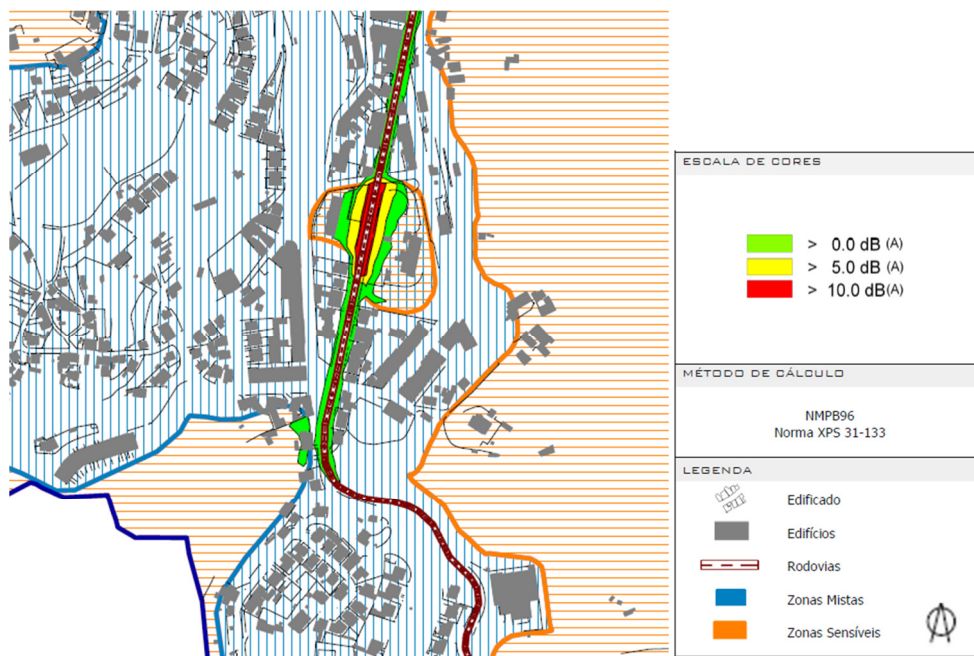 ESCALA DE CORES
> 0.0 dB (A)
> 5.0 dB (A)
> 10.0 dB(A)
MÉTODO DE CÁLCULO
NMPB96
Norma XPS 31-133
LEGENDA
Edificado
Edifícios
Rodovias
Zonas Mistas
Zonas Sensíveis